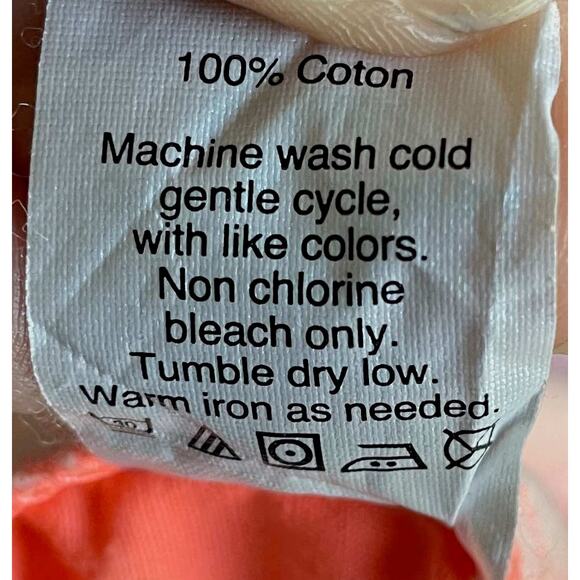 100% Coton
Machine wash cold
gentle cycle,
with like colors.
Non chlorine
bleach only.
Tumble dry low.
Warm iron as needed.
30